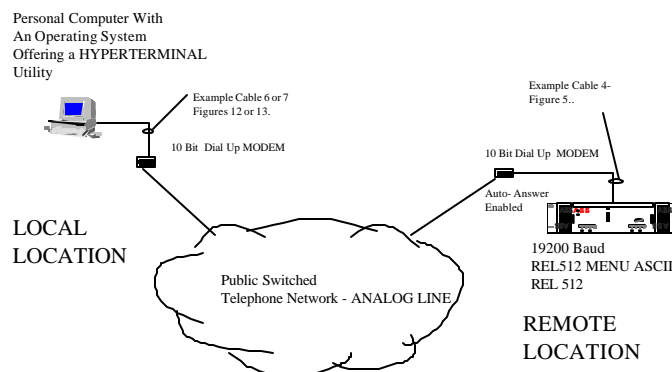 Personal Computer With
An Operating System
Offering a HYPERTERMINAL
Utility
Example Cable 6 or 7
Figures 12 or 13.
10 Bit Dial Up MODEM
LOCAL
LOCATION
Public Switched
Telephone Network - ANALOG LINE
Example Cable 4-
Figure 5..
10 Bit Dial Up MODEM
Auto- Answer
Enabled
19200 Baud
REL512 MENU ASCII
REL 512
REMOTE
LOCATION